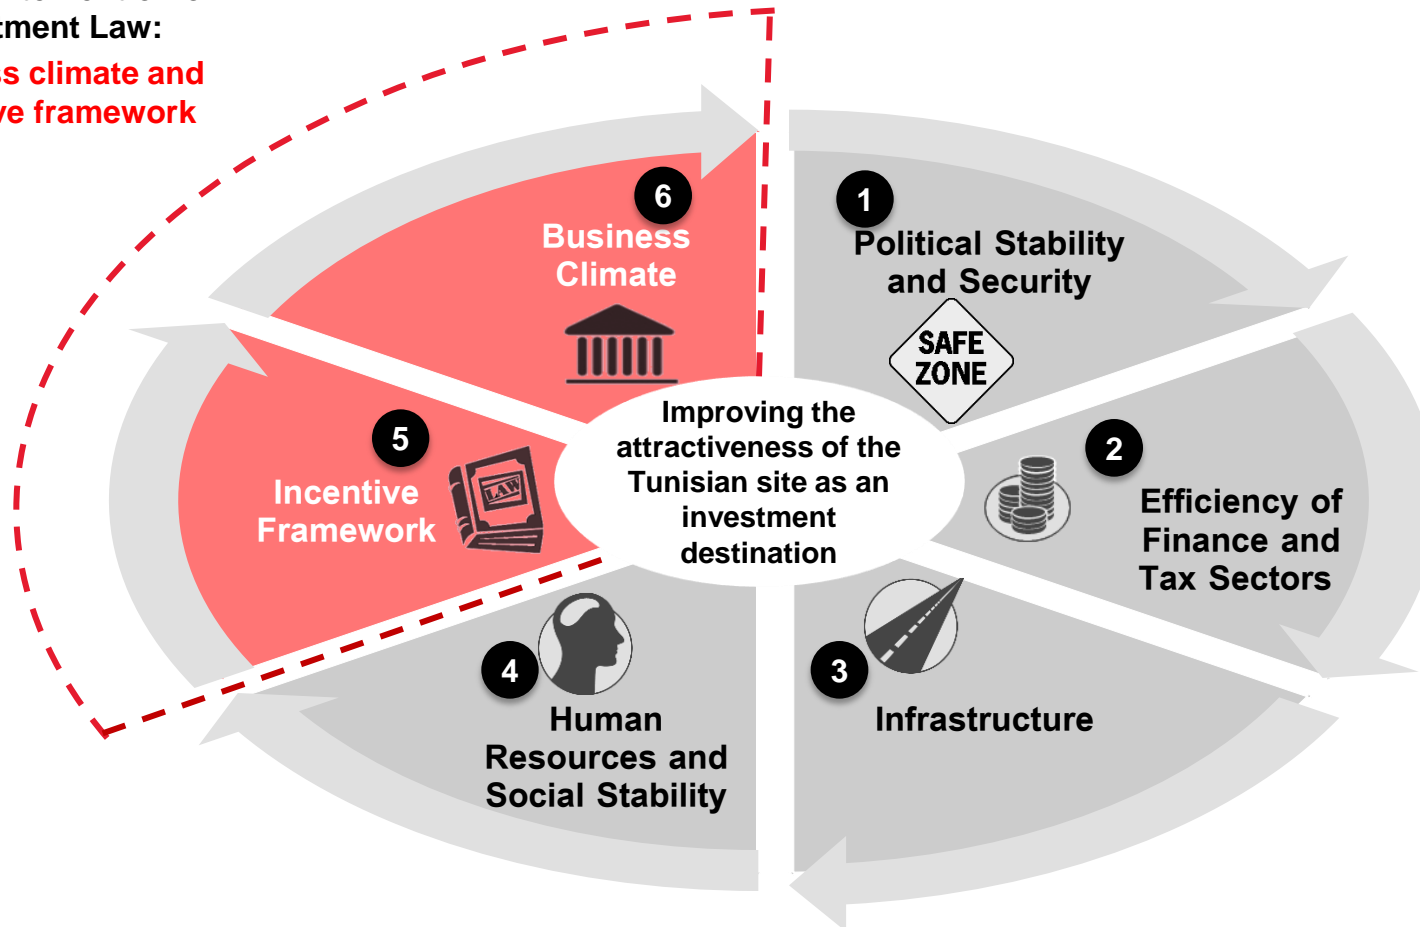 tment Law:
ss climate and
ve framework
6
Business
Climate
1
Political Stability
and Security
SAFE
ZONE
5
Incentive
Framework
LAW
Improving the
attractiveness of the
Tunisian site as an
investment
destination
2
Efficiency of
Finance and
Tax Sectors
4
Human
Resources and
Social Stability
3
Infrastructure